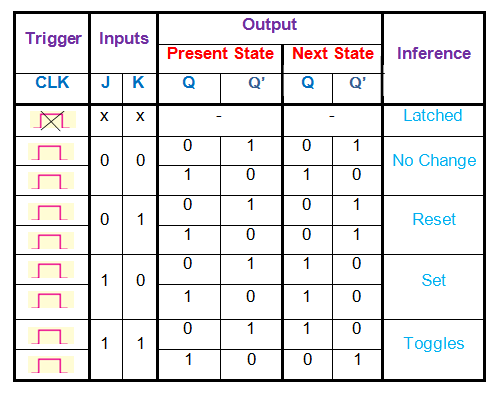 Trigger Inputs Output Inference
Present State Next State
CLK J K Q Q' Q Q'
x x - - Latched
0 0 0 1 0 1 No Change
1 0 1 0
0 1 0 1 0 1 Reset
1 0 0 1
1 0 0 1 1 0 Set
1 0 1 0
1 1 0 1 1 0 Toggles
1 0 0 1